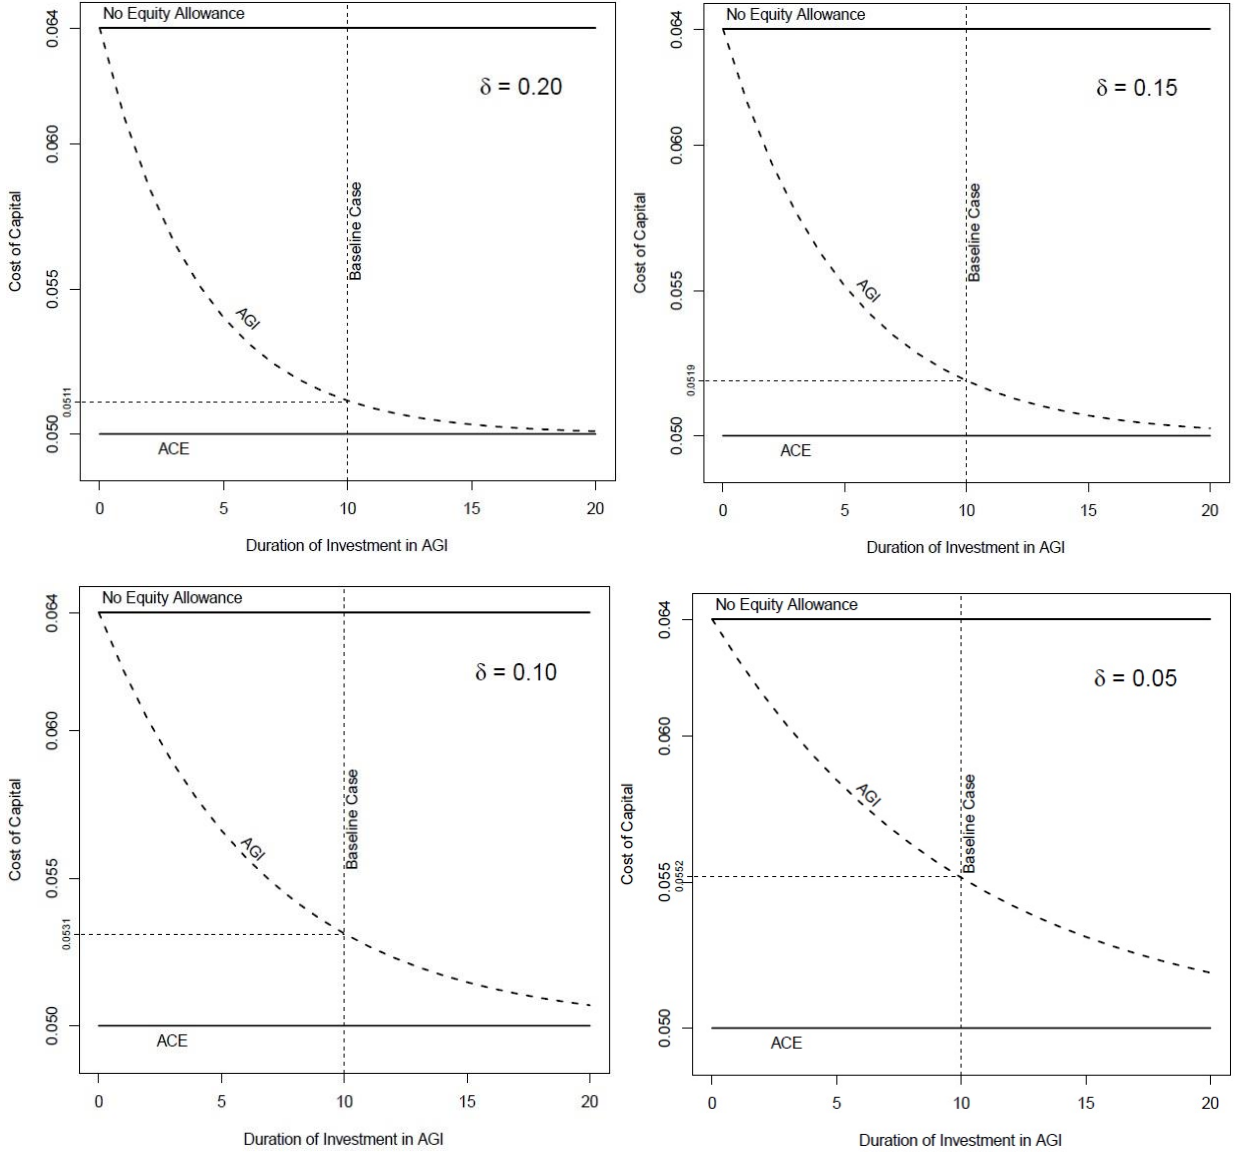 No Equity Allowance
δ = 0.20
Baseline Case
AGI
ACE
Cost of Capital
0.064
0.060
0.055
0.0511
0.050
0 5 10 15 20
Duration of Investment in AGI
No Equity Allowance
δ = 0.15
Baseline Case
AGI
ACE
Cost of Capital
0.064
0.060
0.055
0.0519
0.050
0 5 10 15 20
Duration of Investment in AGI
No Equity Allowance
δ = 0.10
Baseline Case
AGI
ACE
Cost of Capital
0.064
0.060
0.055
0.0531
0.050
0 5 10 15 20
Duration of Investment in AGI
No Equity Allowance
δ = 0.05
Baseline Case
AGI
ACE
Cost of Capital
0.064
0.060
0.055
0.0552
0.050
0 5 10 15 20
Duration of Investment in AGI